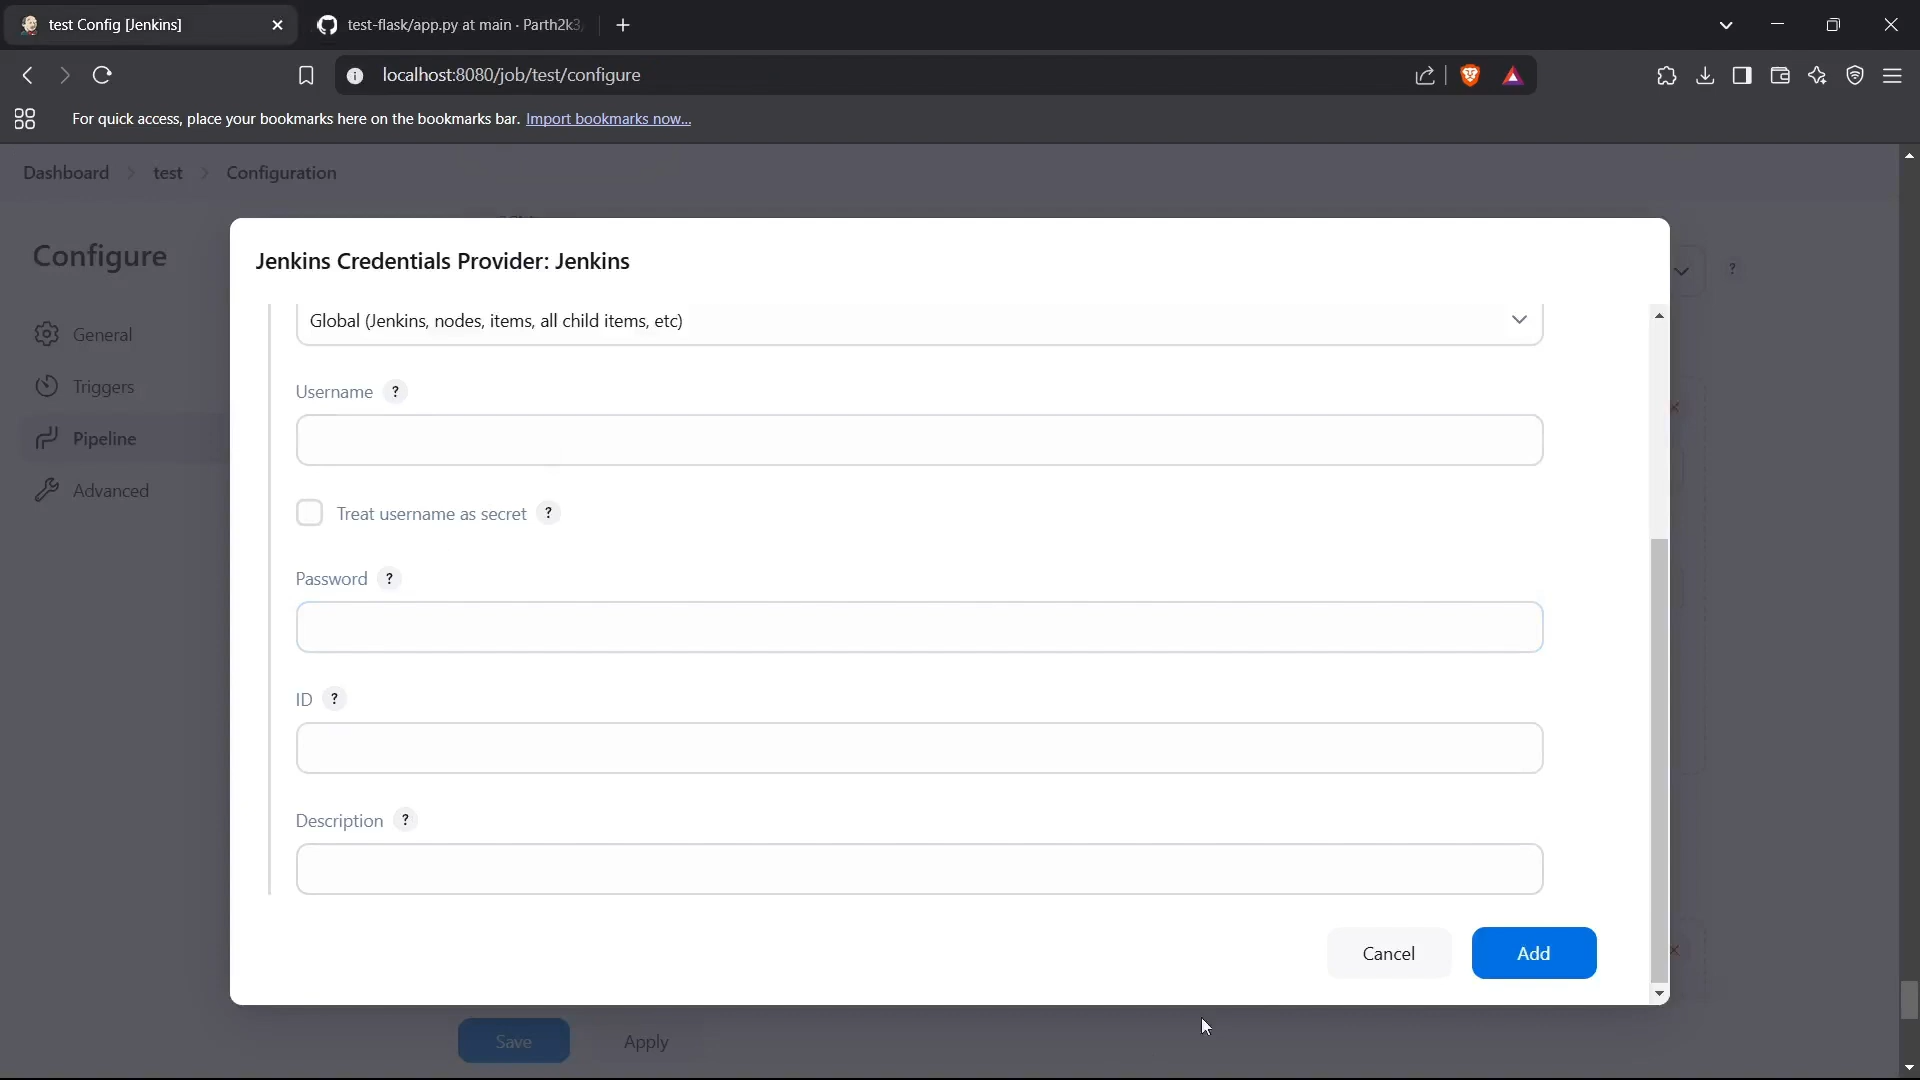 test Config [Jenkins]
test-flask/app.py at main · Parth2k3
localhost:8080/job/test/configure
For quick access, place your bookmarks here on the bookmarks bar. Import bookmarks now...
Dashboard > test > Configuration
Configure
General
Triggers
Pipeline
Advanced
Jenkins Credentials Provider: Jenkins
Global (Jenkins, nodes, items, all child items, etc)
?
Username ?
Treat username as secret ?
Password ?
ID ?
Description ?
Cancel
Add
Save
Apply